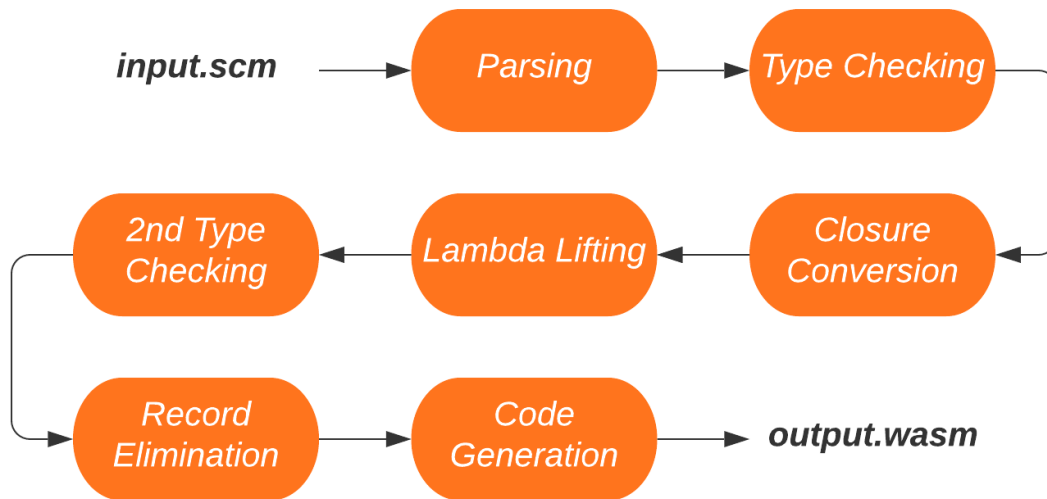 input.scm
Parsing
Type Checking
Closure
Conversion
Lambda Lifting
2nd Type
Checking
Record
Elimination
Code
Generation
output.wasm